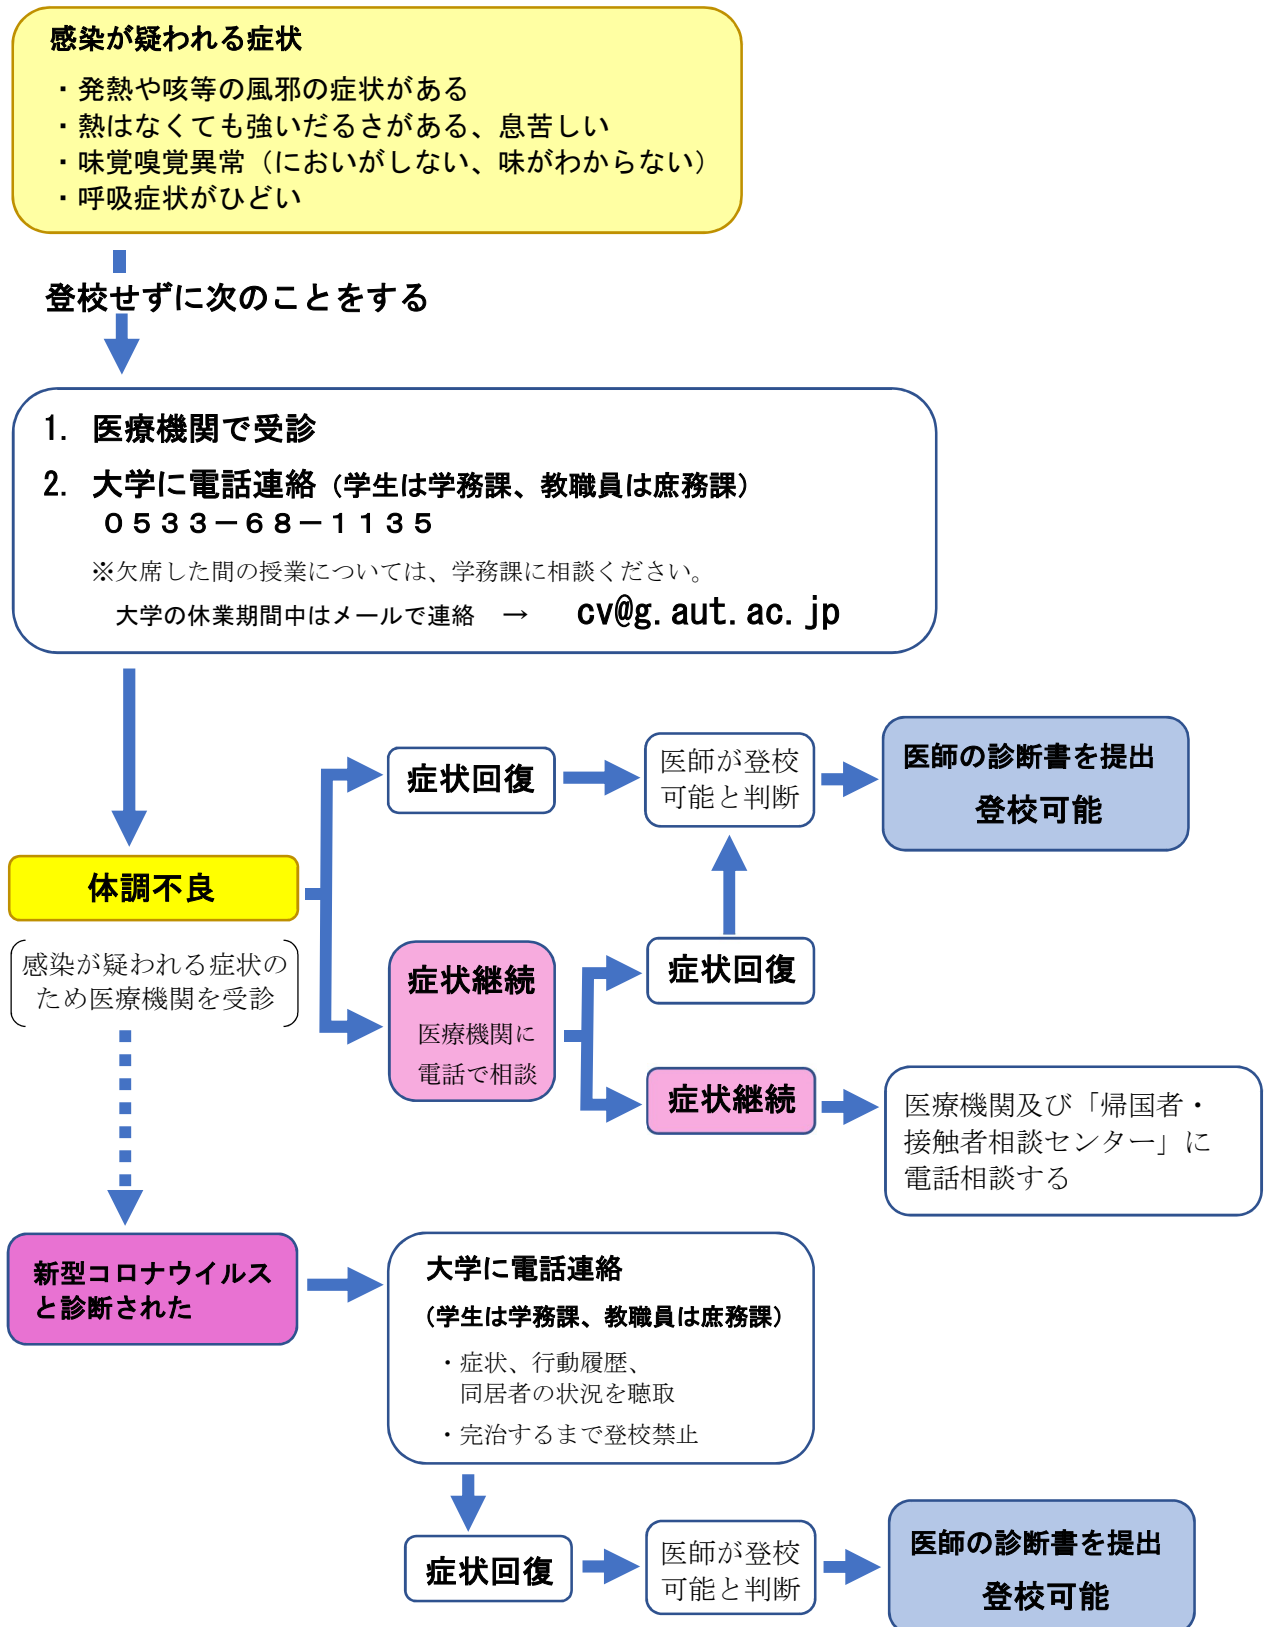 感染が疑われる症状
・発熱や咳等の風邪の症状がある
・熱はなくても強いだるさがある、息苦しい
・味覚嗅覚異常（においがしない、味がわからない）
・呼吸症状がひどい
登校せずに次のことをする
1. 医療機関で受診
2. 大学に電話連絡（学生は学務課、教職員は庶務課）
０５３３－６８－１１３５
※欠席した間の授業については、学務課に相談ください。
大学の休業期間中はメールで連絡 → cv@g.aut.ac.jp
症状回復
医師が登校
可能と判断
医師の診断書を提出
登校可能
体調不良
感染が疑われる症状の
ため医療機関を受診
症状継続
医療機関に
電話で相談
症状回復
症状継続
医療機関及び「帰国者・
接触者相談センター」に
電話相談する
新型コロナウイルス
と診断された
大学に電話連絡
（学生は学務課、教職員は庶務課）
・症状、行動履歴、
同居者の状況を聴取
・完治するまで登校禁止
症状回復
医師が登校
可能と判断
医師の診断書を提出
登校可能